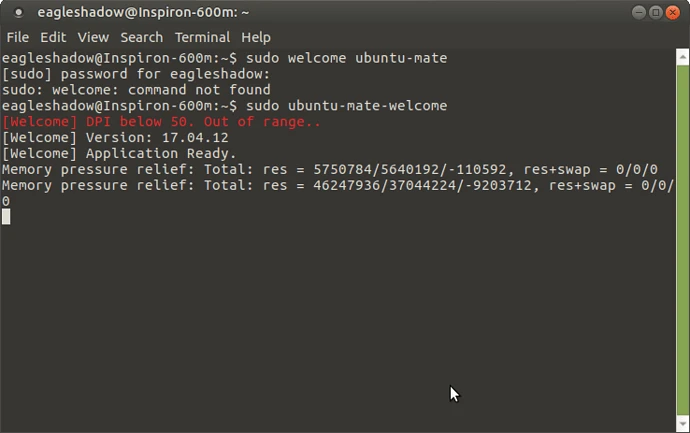 eagleshadow@Inspiron-600m: ~
File Edit View Search Terminal Help
eagleshadow@Inspiron-600m:~$ sudo welcome ubuntu-mate
[sudo] password for eagleshadow:
sudo: welcome: command not found
eagleshadow@Inspiron-600m:~$ sudo ubuntu-mate-welcome
[Welcome] DPI below 50. Out of range..
[Welcome] Version: 17.04.12
[Welcome] Application Ready.
Memory pressure relief: Total: res = 5750784/5640192/-110592, res+swap = 0/0/0
Memory pressure relief: Total: res = 46247936/37044224/-9203712, res+swap = 0/0/
0